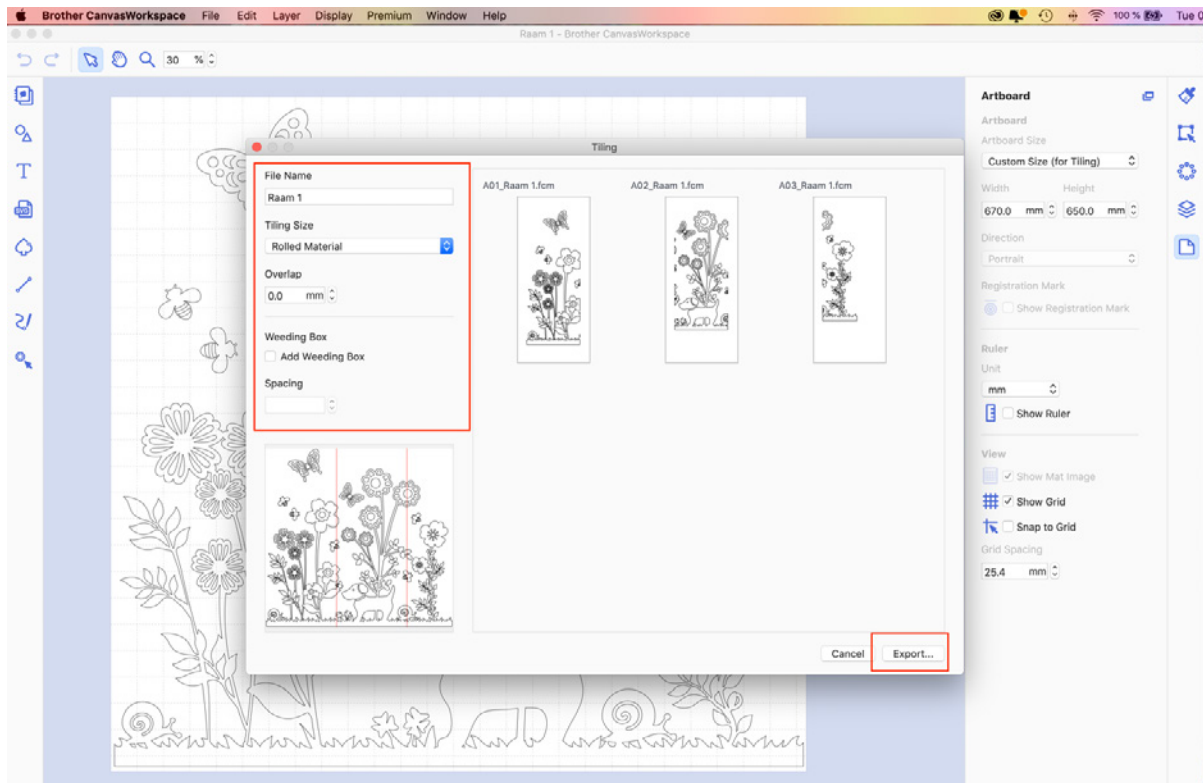 Brother CanvasWorkspace File Edit Layer Display Premium Window Help 100 % Tue 0
Raam 1 - Brother CanvasWorkspace
30 %
T
SVG
Tiling
File Name
Raam 1
Tiling Size
Rolled Material
Overlap
0.0 mm
Weeding Box
Add Weeding Box
Spacing
A01_Raam 1.fcm A02_Raam 1.fcm A03_Raam 1.fcm
Cancel Export...
Artboard
Artboard
Artboard Size
Custom Size (for Tiling)
Width Height
670.0 mm 650.0 mm
Direction
Portrait
Registration Mark
Show Registration Mark
Ruler
Unit
mm
Show Ruler
View
Show Mat Image
Show Grid
Snap to Grid
Grid Spacing
25.4 mm